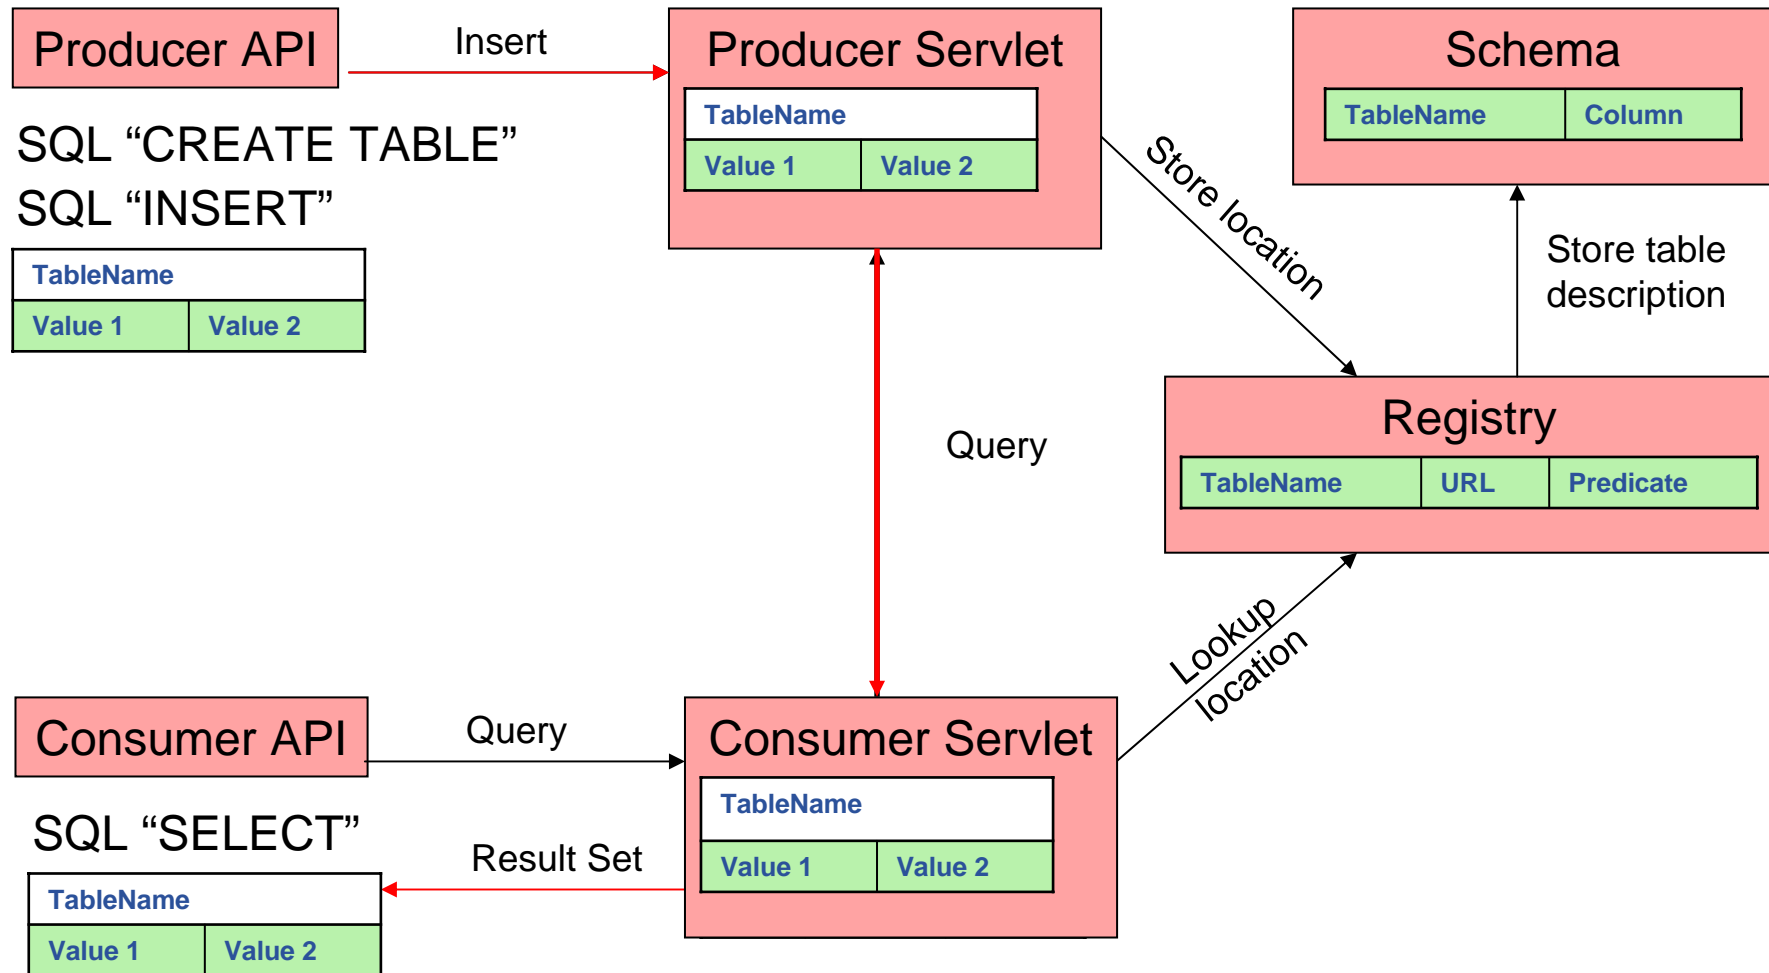 Producer API
Insert
Producer Servlet
TableName
Value 1 Value 2
Schema
TableName Column
SQL “CREATE TABLE”
SQL “INSERT”
TableName
Value 1 Value 2
Store location
Store table
description
Registry
TableName URL Predicate
Query
Lookup
location
Consumer API
Query
Consumer Servlet
TableName
Value 1 Value 2
SQL “SELECT”
Result Set
TableName
Value 1 Value 2